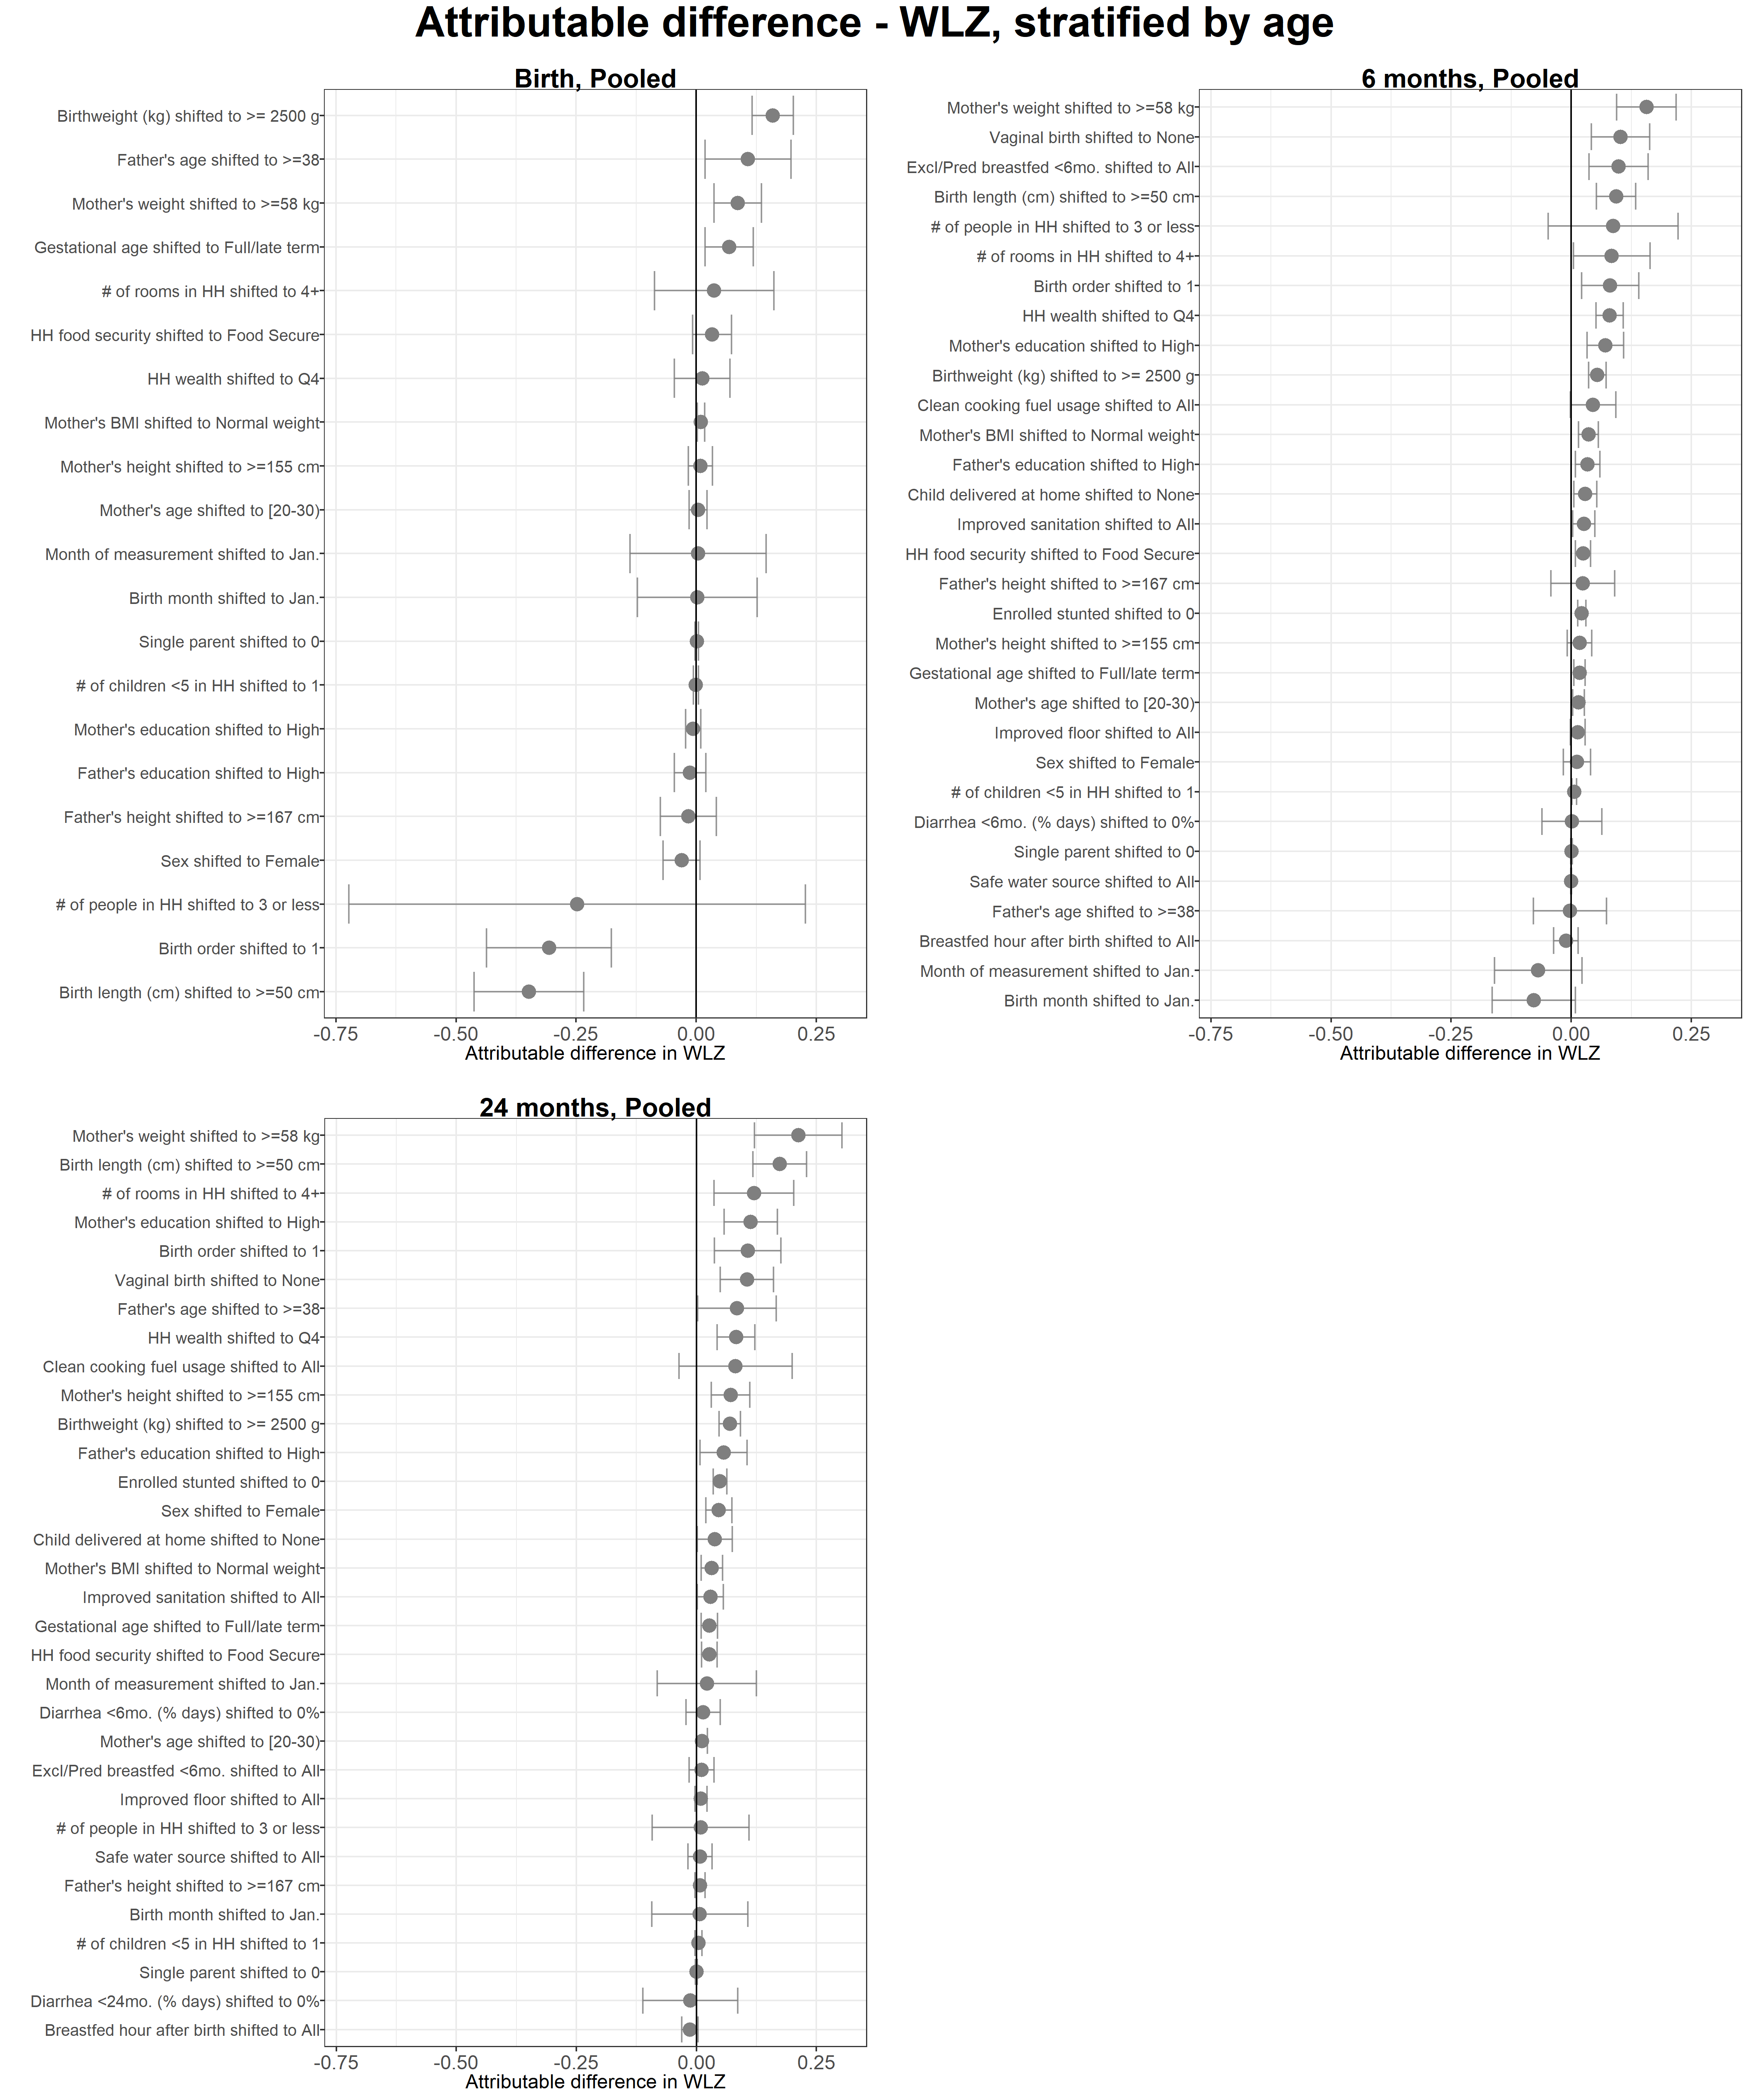 Attributable difference - WLZ, stratified by age
Birth, Pooled
Birthweight (kg) shifted to >= 2500 g
Father's age shifted to >=38
Mother's weight shifted to >=58 kg
Gestational age shifted to Full/late term
# of rooms in HH shifted to 4+
HH food security shifted to Food Secure
HH wealth shifted to Q4
Mother's BMI shifted to Normal weight
Mother's height shifted to >=155 cm
Mother's age shifted to [20-30)
Month of measurement shifted to Jan.
Birth month shifted to Jan.
Single parent shifted to 0
# of children <5 in HH shifted to 1
Mother's education shifted to High
Father's education shifted to High
Father's height shifted to >=167 cm
Sex shifted to Female
# of people in HH shifted to 3 or less
Birth order shifted to 1
Birth length (cm) shifted to >=50 cm
-0.75 -0.50 -0.25 0.00 0.25
Attributable difference in WLZ
6 months, Pooled
Mother's weight shifted to >=58 kg
Vaginal birth shifted to None
Excl/Pred breastfed <6mo. shifted to All
Birth length (cm) shifted to >=50 cm
# of people in HH shifted to 3 or less
# of rooms in HH shifted to 4+
Birth order shifted to 1
HH wealth shifted to Q4
Mother's education shifted to High
Birthweight (kg) shifted to >= 2500 g
Clean cooking fuel usage shifted to All
Mother's BMI shifted to Normal weight
Father's education shifted to High
Child delivered at home shifted to None
Improved sanitation shifted to All
HH food security shifted to Food Secure
Father's height shifted to >=167 cm
Enrolled stunted shifted to 0
Mother's height shifted to >=155 cm
Gestational age shifted to Full/late term
Mother's age shifted to [20-30)
Improved floor shifted to All
Sex shifted to Female
# of children <5 in HH shifted to 1
Diarrhea <6mo. (% days) shifted to 0%
Single parent shifted to 0
Safe water source shifted to All
Father's age shifted to >=38
Breastfed hour after birth shifted to All
Month of measurement shifted to Jan.
Birth month shifted to Jan.
-0.75 -0.50 -0.25 0.00 0.25
Attributable difference in WLZ
24 months, Pooled
Mother's weight shifted to >=58 kg
Birth length (cm) shifted to >=50 cm
# of rooms in HH shifted to 4+
Mother's education shifted to High
Birth order shifted to 1
Vaginal birth shifted to None
Father's age shifted to >=38
HH wealth shifted to Q4
Clean cooking fuel usage shifted to All
Mother's height shifted to >=155 cm
Birthweight (kg) shifted to >= 2500 g
Father's education shifted to High
Enrolled stunted shifted to 0
Sex shifted to Female
Child delivered at home shifted to None
Mother's BMI shifted to Normal weight
Improved sanitation shifted to All
Gestational age shifted to Full/late term
HH food security shifted to Food Secure
Month of measurement shifted to Jan.
Diarrhea <6mo. (% days) shifted to 0%
Mother's age shifted to [20-30)
Excl/Pred breastfed <6mo. shifted to All
Improved floor shifted to All
# of people in HH shifted to 3 or less
Safe water source shifted to All
Father's height shifted to >=167 cm
Birth month shifted to Jan.
# of children <5 in HH shifted to 1
Single parent shifted to 0
Diarrhea <24mo. (% days) shifted to 0%
Breastfed hour after birth shifted to All
-0.75 -0.50 -0.25 0.00 0.25
Attributable difference in WLZ